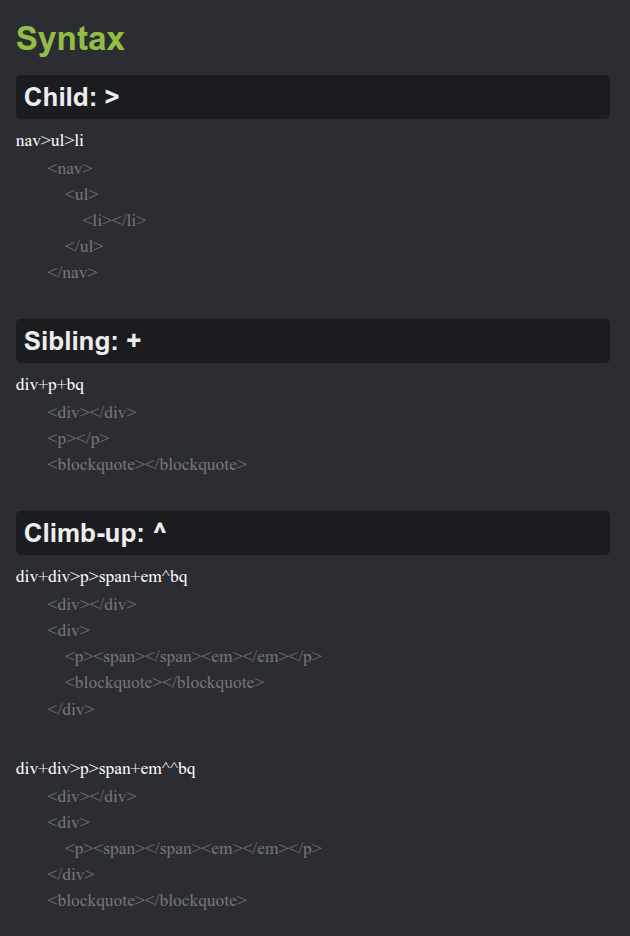 Syntax
Child: >
nav>ul>li
<nav>
<ul>
<li></li>
</ul>
</nav>
Sibling: +
div+p+bq
<div></div>
<p></p>
<blockquote></blockquote>
Climb-up: ^
div+div>p>span+em^bq
<div></div>
<div>
<p><span></span><em></em></p>
<blockquote></blockquote>
</div>
div+div>p>span+em^^bq
<div></div>
<div>
<p><span></span><em></em></p>
</div>
<blockquote></blockquote>